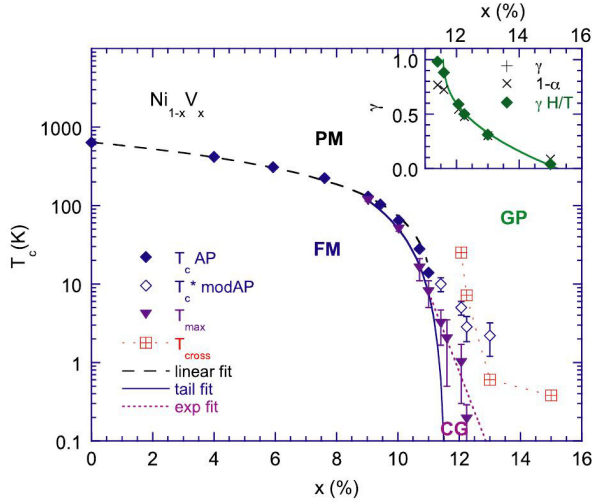 x (%)
12 13 14 15 16
1.0
0.5
0.0
γ
γ
1-α
γ H/T
Ni1-xVx
PM
FM
GP
CG
1000
100
10
1
0.1
Tc(K)
Tc AP
Tc* modAP
Tmax
Tcross
linear fit
tail fit
exp fit
0 2 4 6 8 10 12 14 16
x (%)